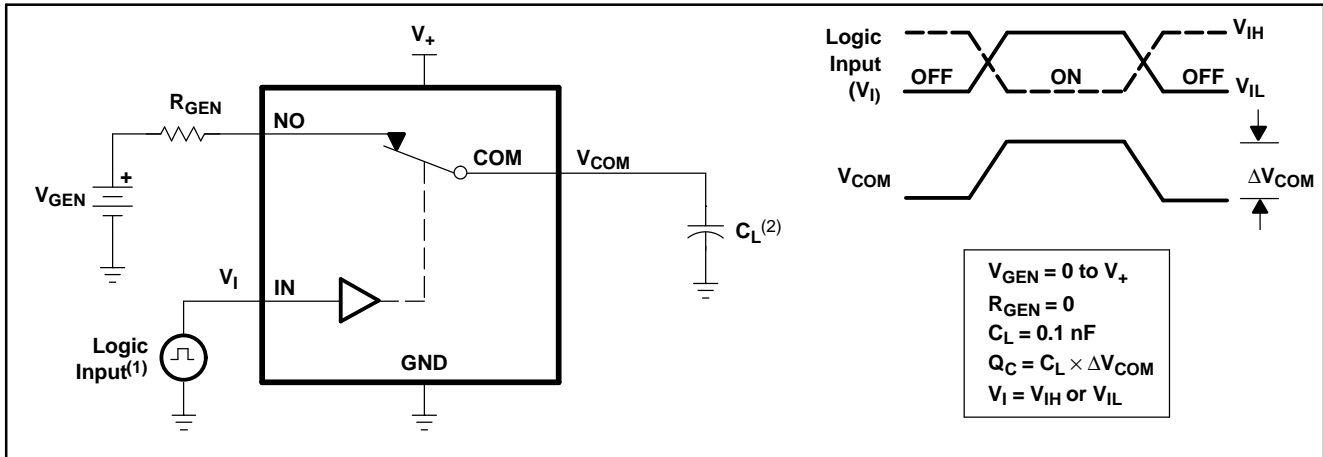 V+
RGEN
NO
COM
VCOM
VGEN
+
CL(2)
VI
IN
Logic
Input(1)
GND
Logic
Input
(VI)
OFF
ON
OFF
VIH
VIL
VCOM
ΔVCOM
VGEN = 0 to V+
RGEN = 0
CL = 0.1 nF
QC = CL × ΔVCOM
VI = VIH or VIL